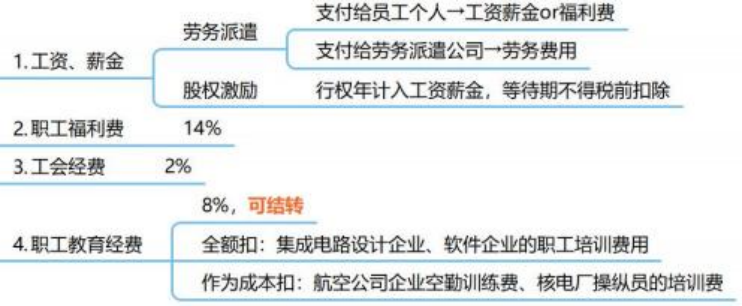 劳务派遣
支付给员工个人→工资薪金or福利费
支付给劳务派遣公司→劳务费用
1.工资、薪金
股权激励 行权年计入工资薪金，等待期不得税前扣除
2.职工福利费 14%
3.工会经费 2%
8%，可结转
4.职工教育经费 全额扣：集成电路设计企业、软件企业的职工培训费用
作为成本扣：航空公司企业空勤训练费、核电厂操纵员的培训费